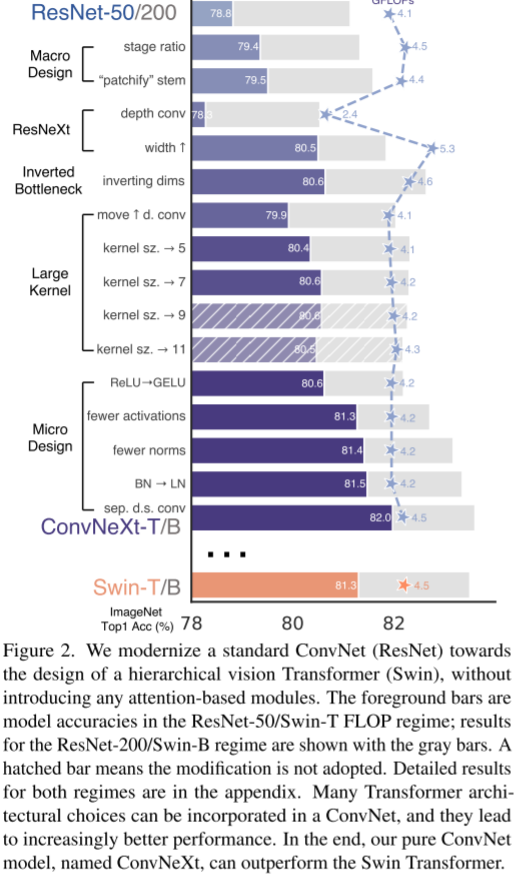 GFLOPs
ResNet-50/200 78.8 4.1
Macro Design
stage ratio 79.4 4.5
"patchify" stem 79.5 4.4
ResNeXt
depth conv 78.3 2.4
width ↑ 80.5 5.3
Inverted Bottleneck
inverting dims 80.6 4.6
Large Kernel
move ↑ d. conv 79.9 4.1
kernel sz. → 5 80.4 4.1
kernel sz. → 7 80.6 4.2
kernel sz. → 9 80.6 4.2
kernel sz. → 11 80.5 4.3
Micro Design
ReLU→GELU 80.6 4.2
fewer activations 81.3 4.2
fewer norms 81.4 4.2
BN → LN 81.5 4.2
sep. d.s. conv
ConvNeXt-T/B 82.0 4.5
...
Swin-T/B 81.3 4.5
ImageNet Top1 Acc (%) 78 80 82
Figure 2. We modernize a standard ConvNet (ResNet) towards
the design of a hierarchical vision Transformer (Swin), without
introducing any attention-based modules. The foreground bars are
model accuracies in the ResNet-50/Swin-T FLOP regime; results
for the ResNet-200/Swin-B regime are shown with the gray bars. A
hatched bar means the modification is not adopted. Detailed results
for both regimes are in the appendix. Many Transformer archi-
tectural choices can be incorporated in a ConvNet, and they lead
to increasingly better performance. In the end, our pure ConvNet
model, named ConvNeXt, can outperform the Swin Transformer.